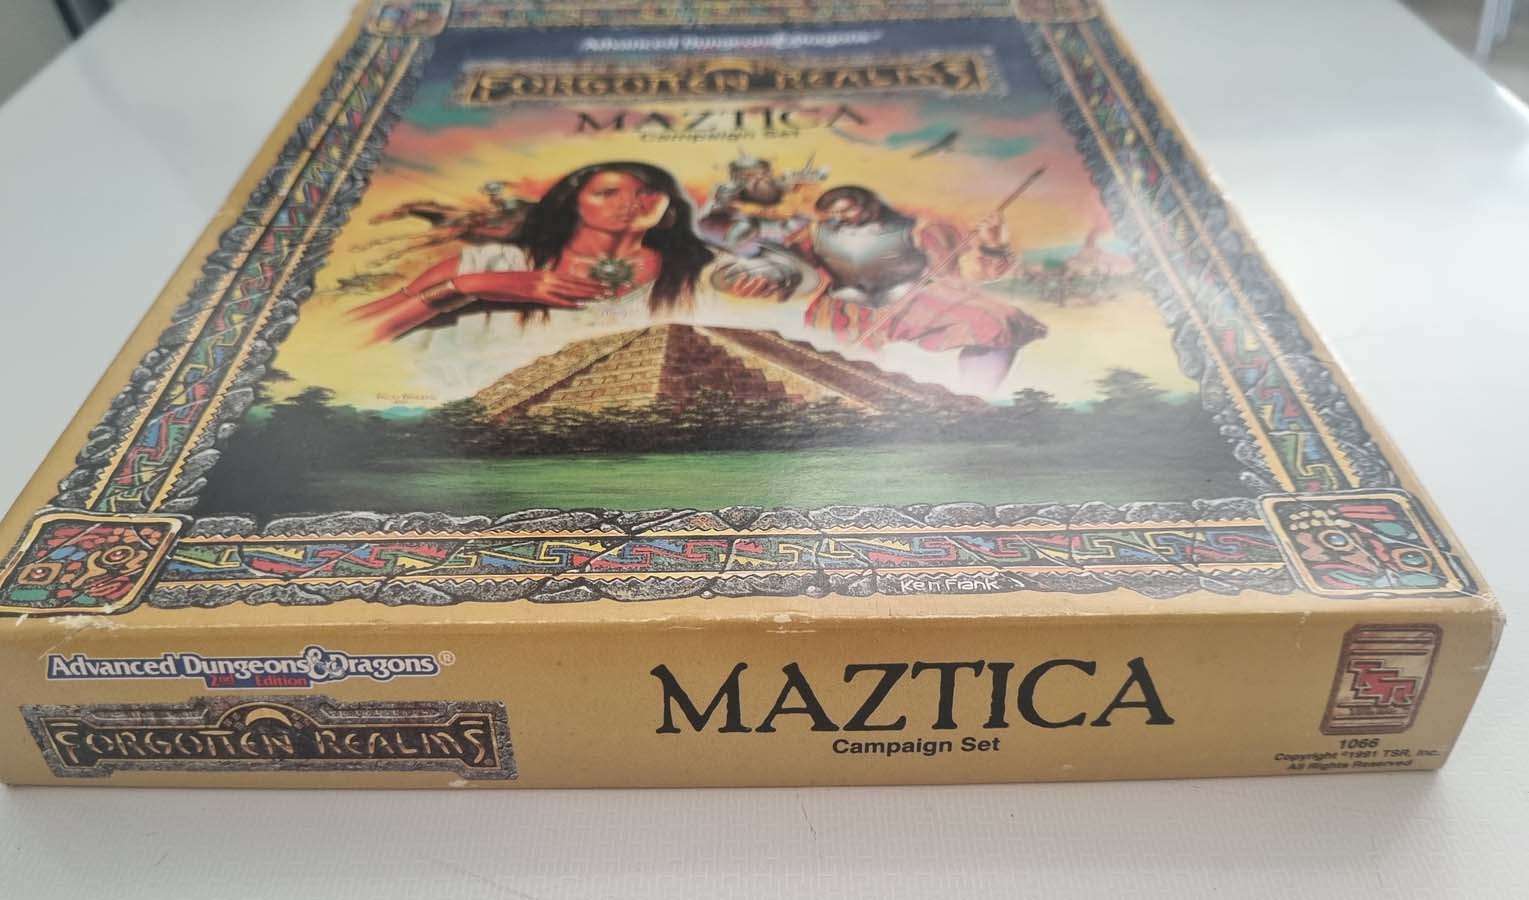 Advanced Dungeons & Dragons®
FORGOTTEN REALMS
MAZTICA
Campaign Set
Ken Frank
Advanced Dungeons & Dragons®
2nd Edition
FORGOTTEN REALMS
MAZTICA
Campaign Set
TSR
1066
Copyright ©1991 TSR, Inc.
All Rights Reserved